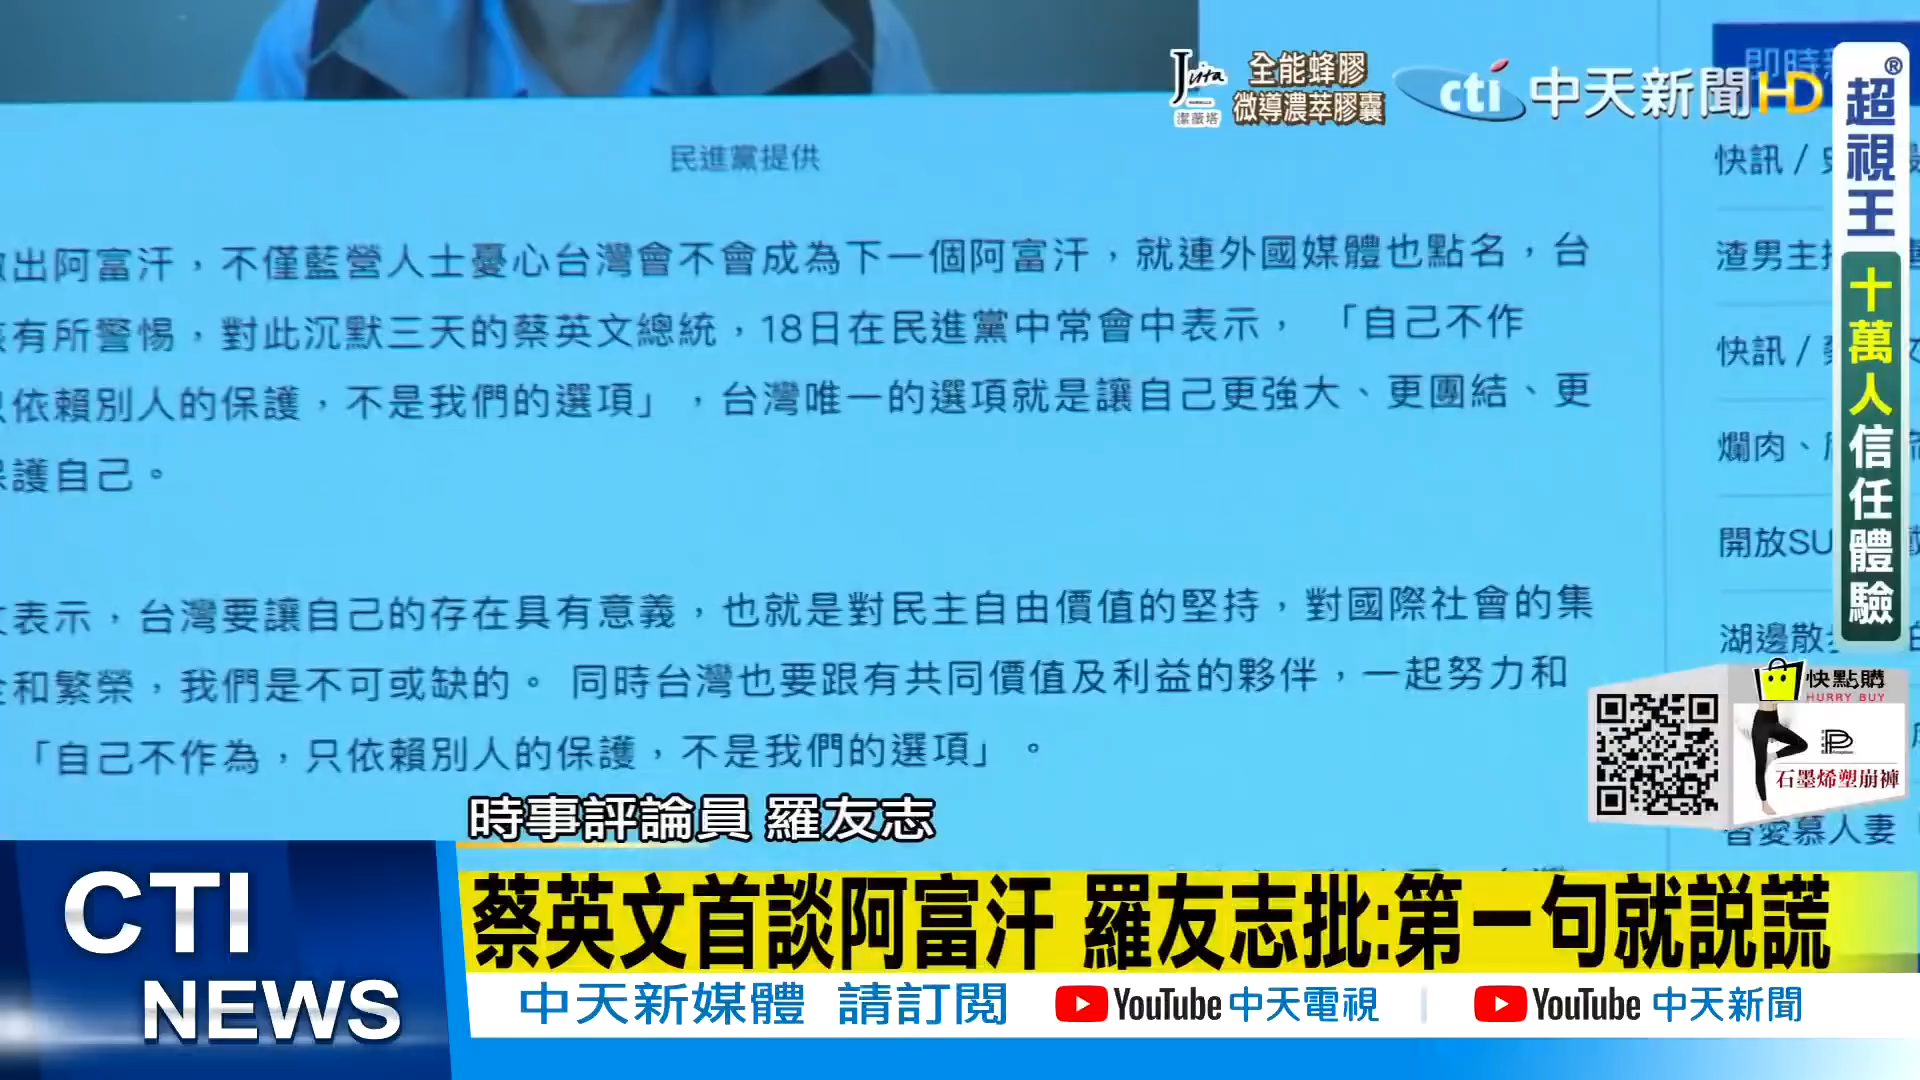 Jvita
潔薇塔
全能蜂膠
微導濃萃膠囊
cti 中天新聞HD
即時
超視王®
十萬人信任體驗
民進黨提供
出阿富汗，不僅藍營人士憂心台灣會不會成為下一個阿富汗，就連外國媒體也點名，台
有所警惕，對此沉默三天的蔡英文總統，18日在民進黨中常會中表示，「自己不作
依賴別人的保護，不是我們的選項」，台灣唯一的選項就是讓自己更強大、更團結、更
護自己。
表示，台灣要讓自己的存在具有意義，也就是對民主自由價值的堅持，對國際社會的集
和繁榮，我們是不可或缺的。 同時台灣也要跟有共同價值及利益的夥伴，一起努力和
「自己不作為，只依賴別人的保護，不是我們的選項」。
快訊 /
渣男主
快訊 /
爛肉、
開放SU
湖邊散
皆愛慕人妻
快點購
HURRY BUY
石墨烯塑崩褲
時事評論員 羅友志
蔡英文首談阿富汗 羅友志批:第一句就説謊
CTI
NEWS
中天新媒體 請訂閱 YouTube 中天電視 | YouTube 中天新聞